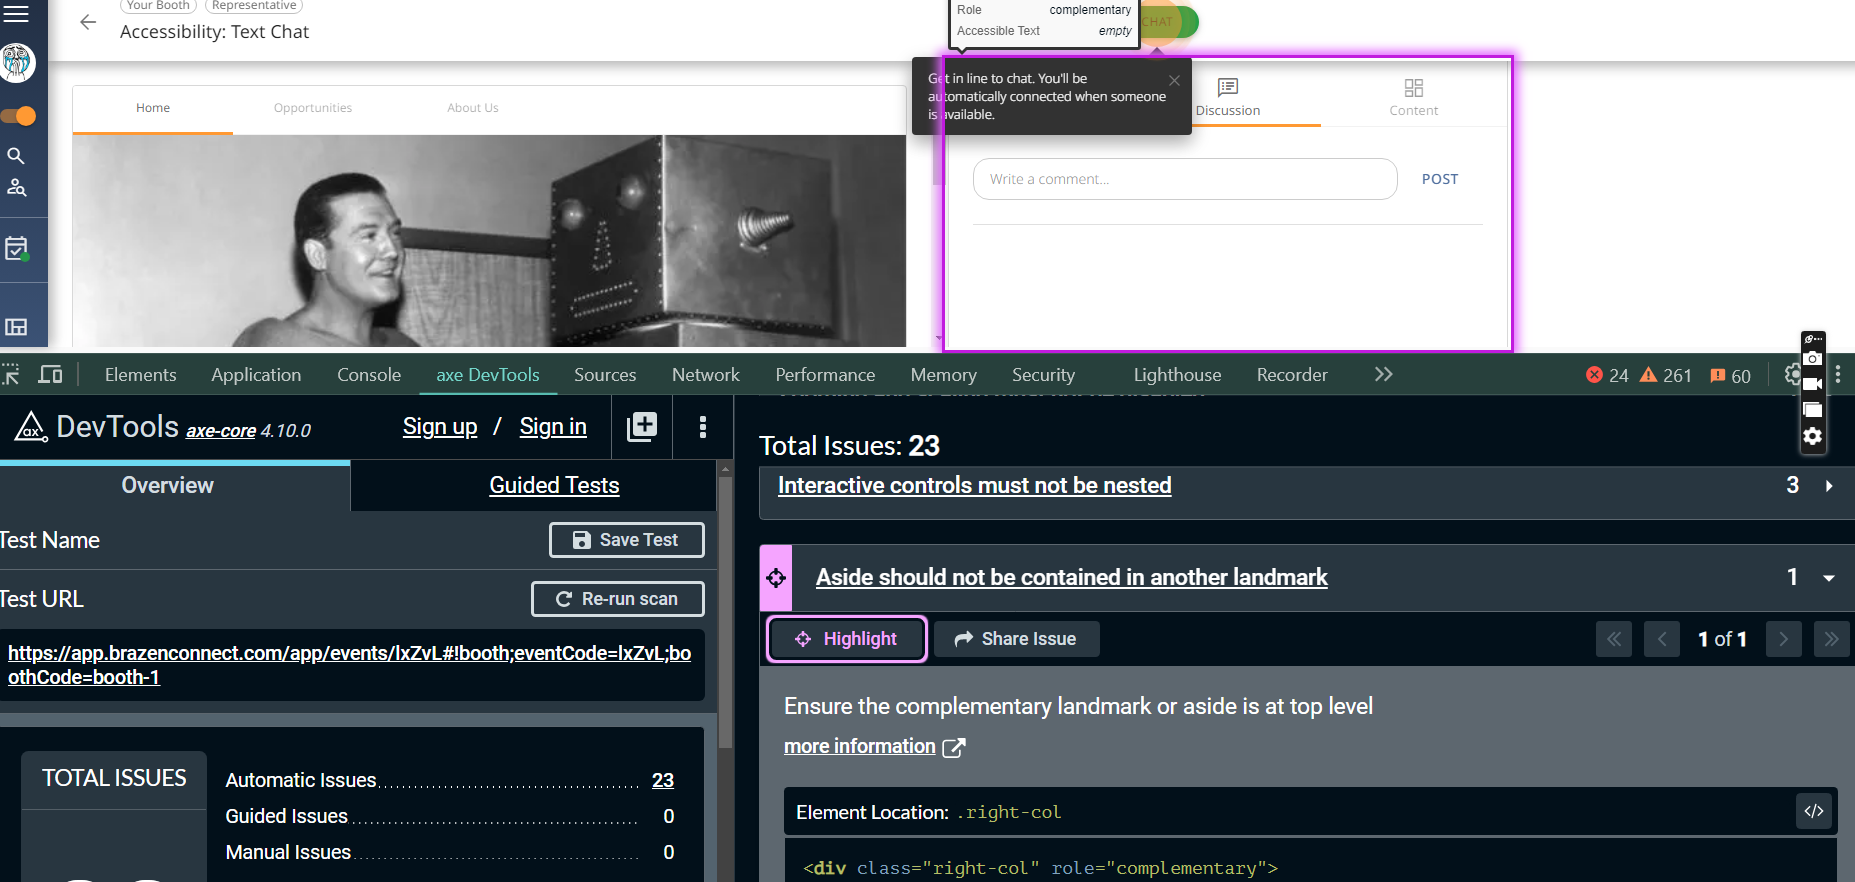 Your Booth
Representative
Accessibility: Text Chat
Role complementary
Accessible Text empty
CHAT
Get in line to chat. You'll be
automatically connected when someone
is available.
Home
Opportunities
About Us
Discussion
Content
Write a comment...
POST
Elements
Application
Console
axe DevTools
Sources
Network
Performance
Memory
Security
Lighthouse
Recorder
24
261
60
ax DevTools axe-core 4.10.0
Sign up / Sign in
Overview
Guided Tests
Test Name
Save Test
Test URL
Re-run scan
https://app.brazenconnect.com/app/events/lxZvL#!booth;eventCode=lxZvL;bo
othCode=booth-1
TOTAL ISSUES
Automatic Issues 23
Guided Issues 0
Manual Issues 0
Total Issues: 23
Interactive controls must not be nested 3
Aside should not be contained in another landmark 1
Highlight
Share Issue
1 of 1
Ensure the complementary landmark or aside is at top level
more information
Element Location: .right-col
</>
<div class="right-col" role="complementary">